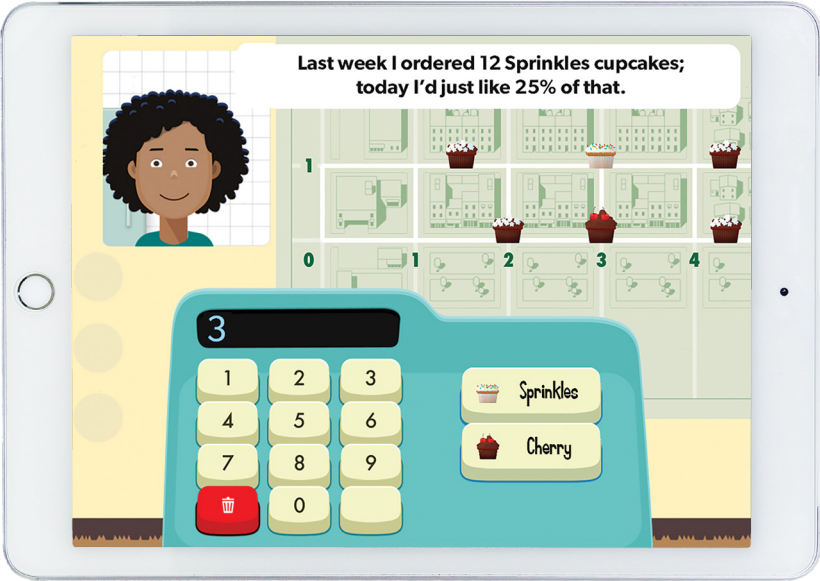 Last week I ordered 12 Sprinkles cupcakes;
today I'd just like 25% of that.
1
0 1 2 3 4
3
1 2 3
4 5 6
7 8 9
0
Sprinkles
Cherry